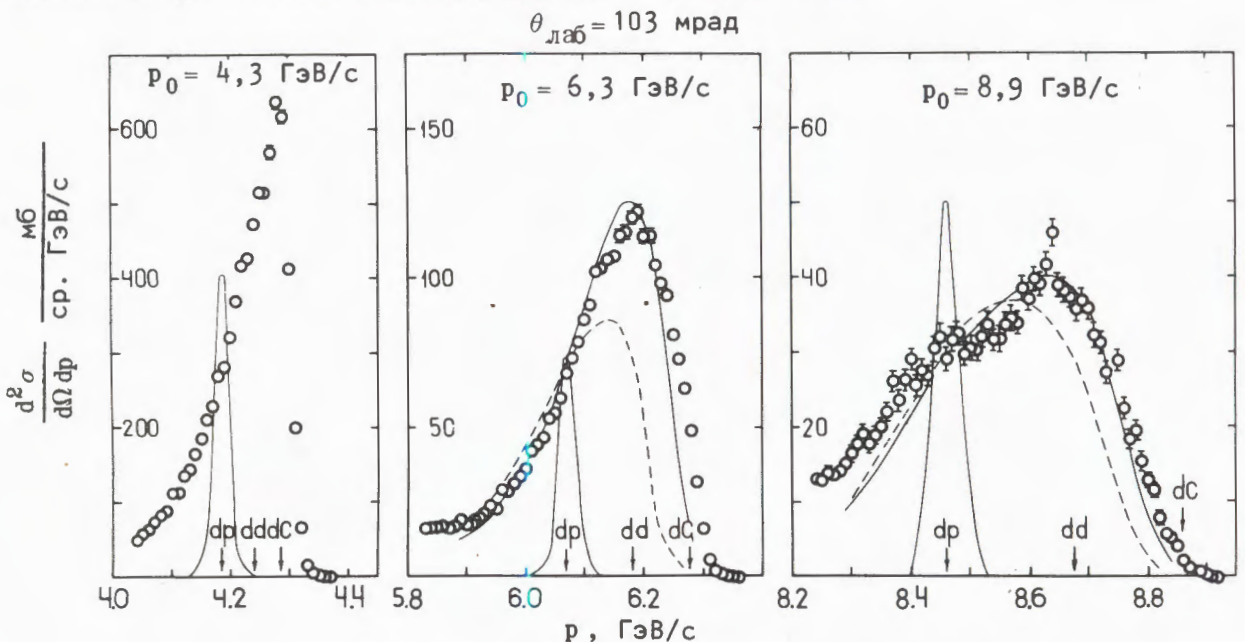 θлаб = 103 мрад
p₀ = 4,3 ГэВ/с
600
400
200
dp dd dC
4.0 4.2 4.4
p₀ = 6,3 ГэВ/с
150
100
50
dp dd dC
5.8 6.0 6.2
p₀ = 8,9 ГэВ/с
60
40
20
dp dd dC
8.2 8.4 8.6 8.8
d²σ
dΩ dp
мб
ср. ГэВ/с
p, ГэВ/с